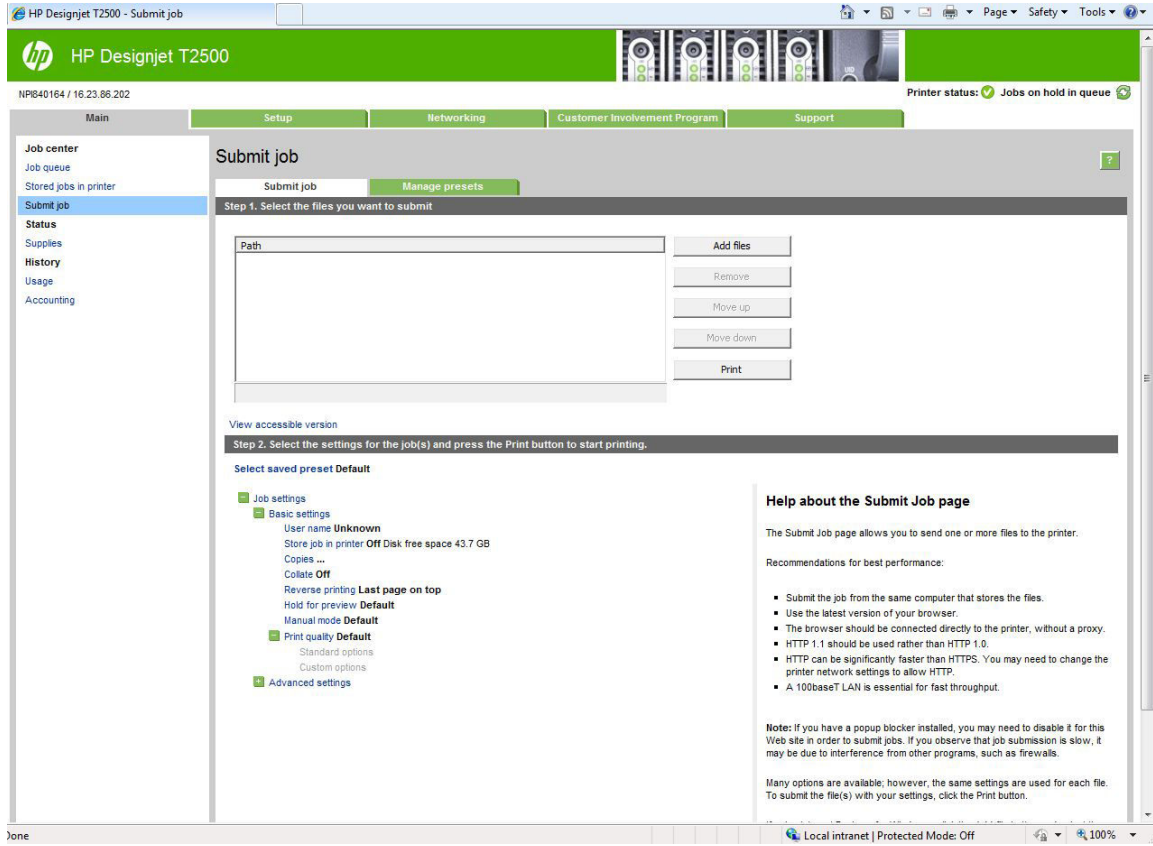 HP Designjet T2500 - Submit job
Page Safety Tools
hp HP Designjet T2500
NPI840164 / 16.23.86.202
Printer status: Jobs on hold in queue
Main Setup Networking Customer Involvement Program Support
Job center
Job queue
Stored jobs in printer
Submit job
Status
Supplies
History
Usage
Accounting
Submit job
?
Submit job Manage presets
Step 1. Select the files you want to submit
Path
Add files
Remove
Move up
Move down
Print
View accessible version
Step 2. Select the settings for the job(s) and press the Print button to start printing.
Select saved preset Default
Job settings
Basic settings
User name Unknown
Store job in printer Off Disk free space 43.7 GB
Copies ...
Collate Off
Reverse printing Last page on top
Hold for preview Default
Manual mode Default
Print quality Default
Standard options
Custom options
Advanced settings
Help about the Submit Job page
The Submit Job page allows you to send one or more files to the printer.
Recommendations for best performance:
Submit the job from the same computer that stores the files.
Use the latest version of your browser.
The browser should be connected directly to the printer, without a proxy.
HTTP 1.1 should be used rather than HTTP 1.0.
HTTP can be significantly faster than HTTPS. You may need to change the
printer network settings to allow HTTP.
A 100baseT LAN is essential for fast throughput.
Note: If you have a popup blocker installed, you may need to disable it for this
Web site in order to submit jobs. If you observe that job submission is slow, it
may be due to interference from other programs, such as firewalls.
Many options are available; however, the same settings are used for each file.
To submit the file(s) with your settings, click the Print button.
Done
Local intranet | Protected Mode: Off
100%